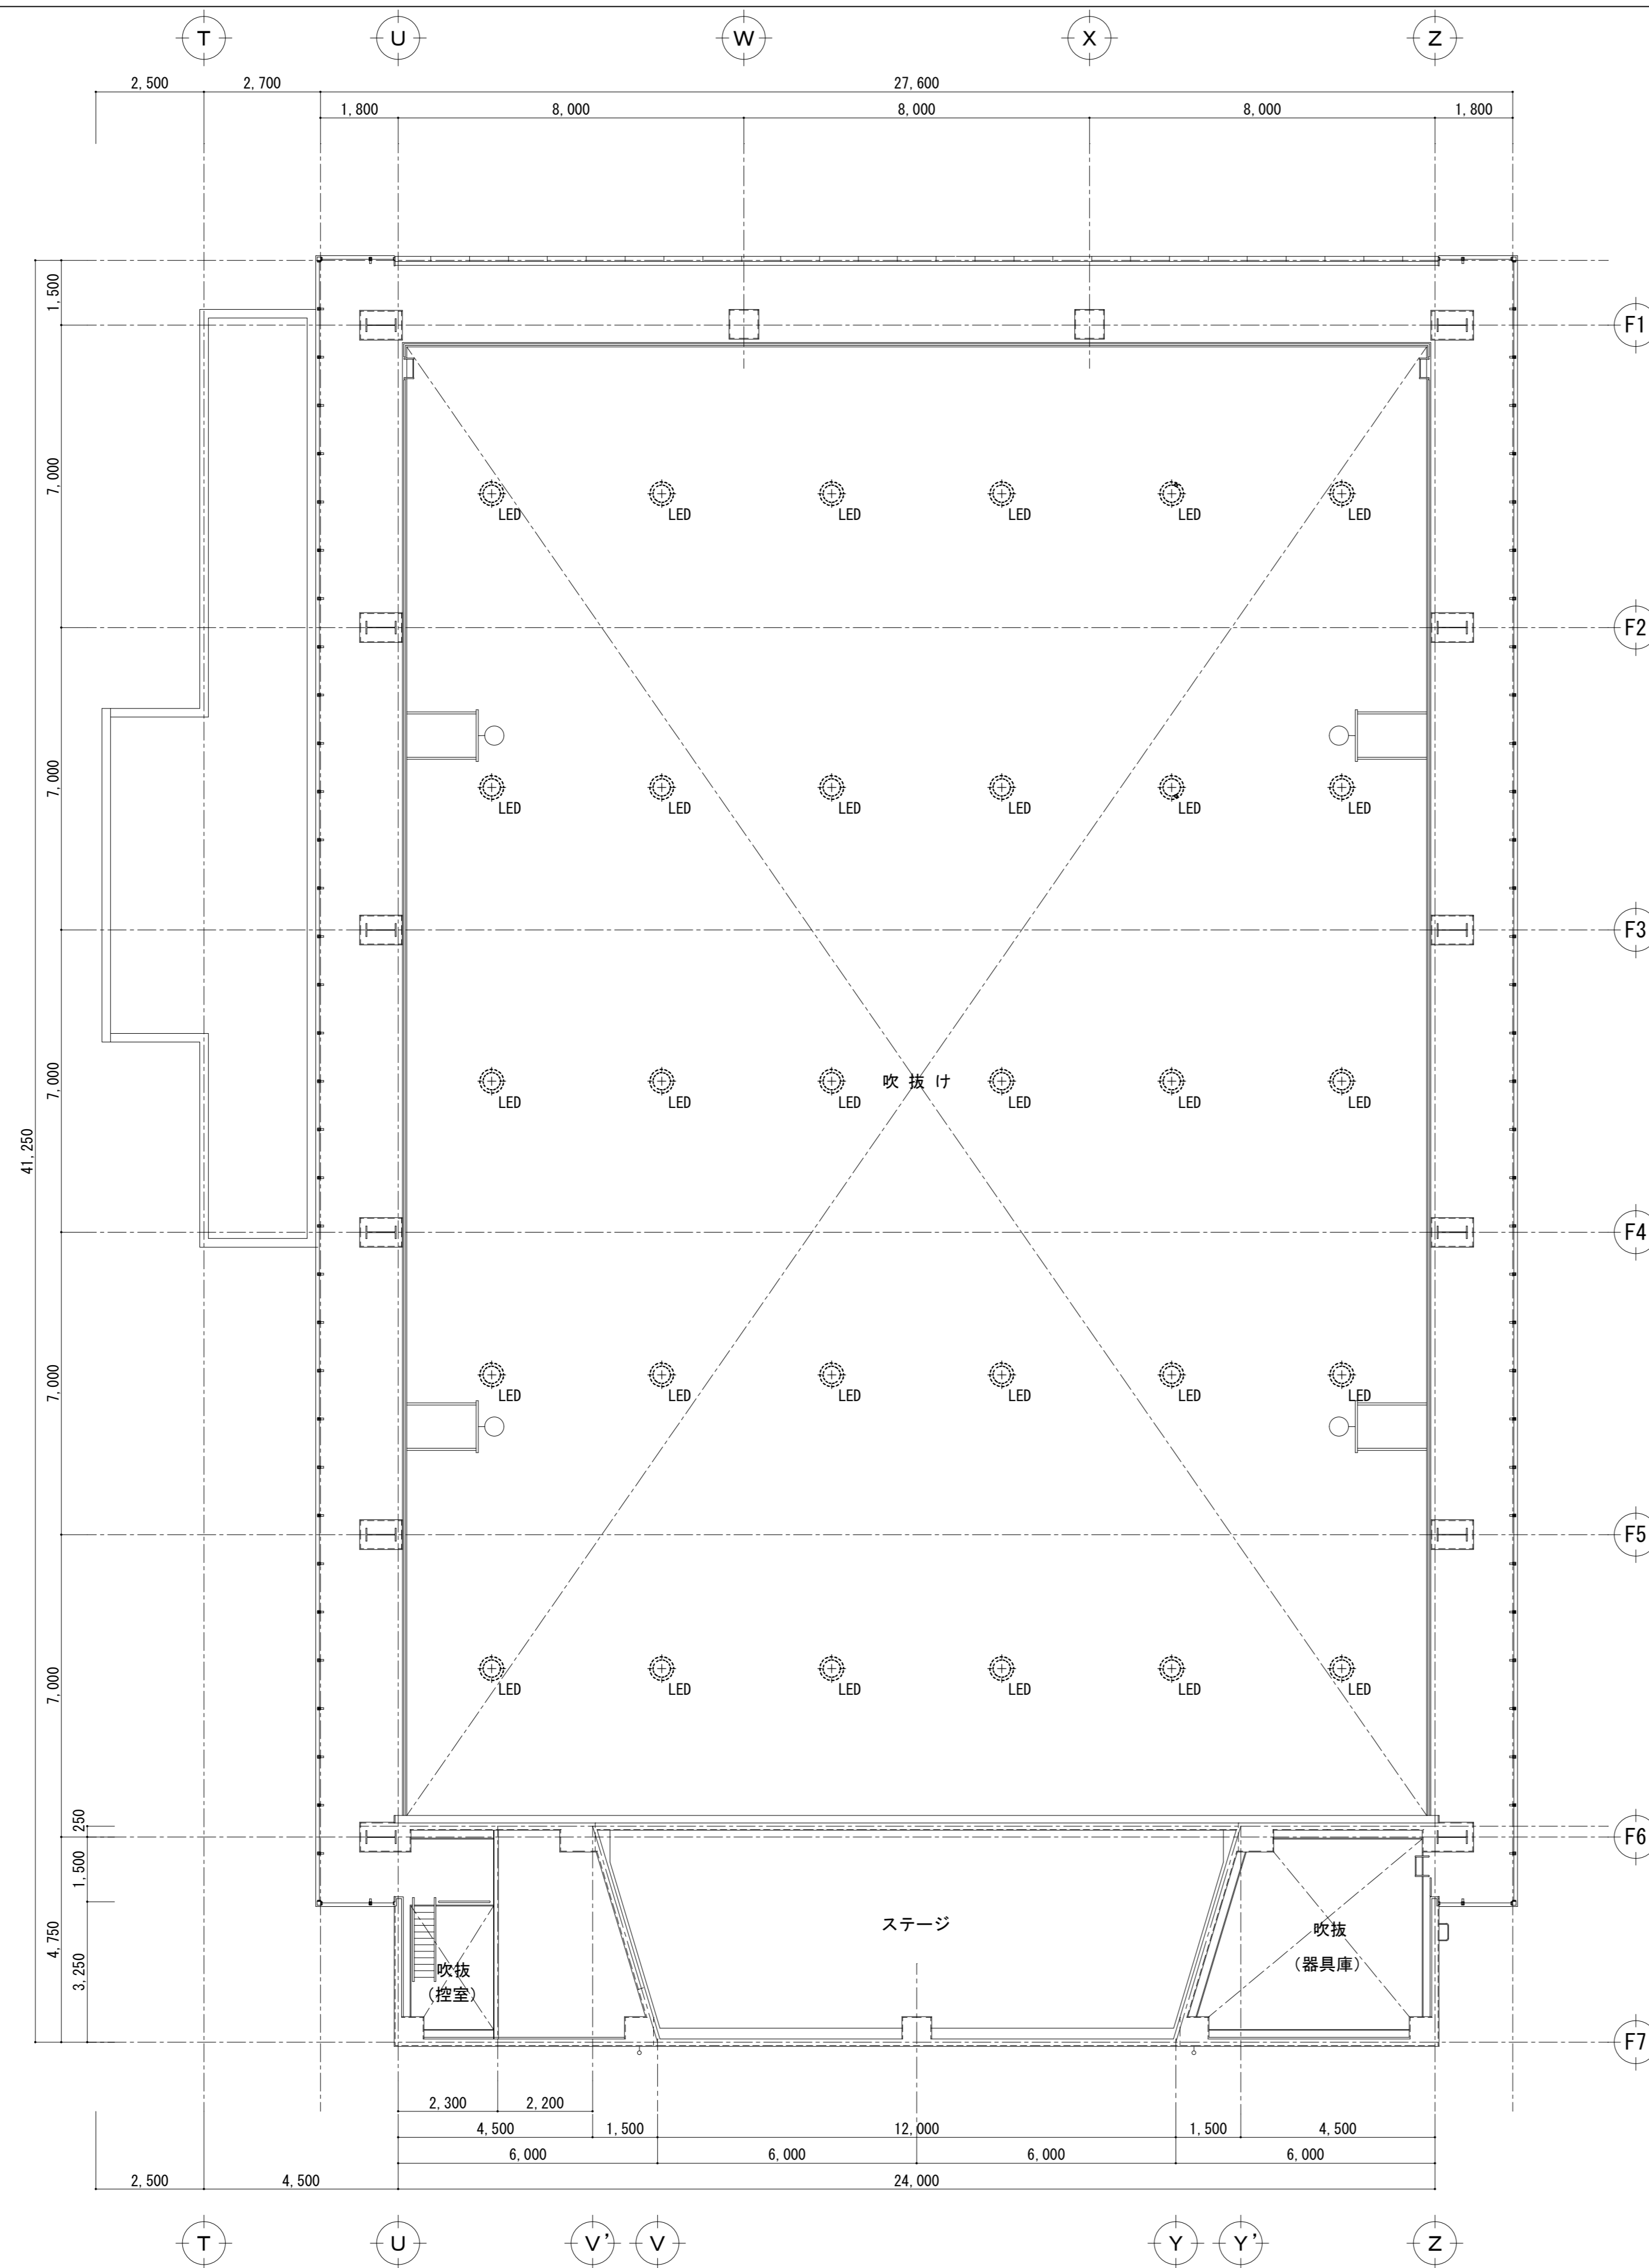 T U W X Z
2,500 2,700 27,600
1,800 8,000 8,000 8,000 1,800
1,500
F1
7,000
LED LED LED LED LED LED
F2
7,000
LED LED LED LED LED LED
F3
7,000
吹 抜 け
LED LED LED LED LED LED
41,250
F4
7,000
LED LED LED LED LED LED
F5
7,000
LED LED LED LED LED LED
250
F6
1,500
ステージ
吹抜
4,750
(器具庫)
3,250
吹抜
(控室)
F7
2,300 2,200
4,500 1,500 12,000 1,500 4,500
6,000 6,000 6,000 6,000
2,500 4,500 24,000
T U V' V Y Y' Z